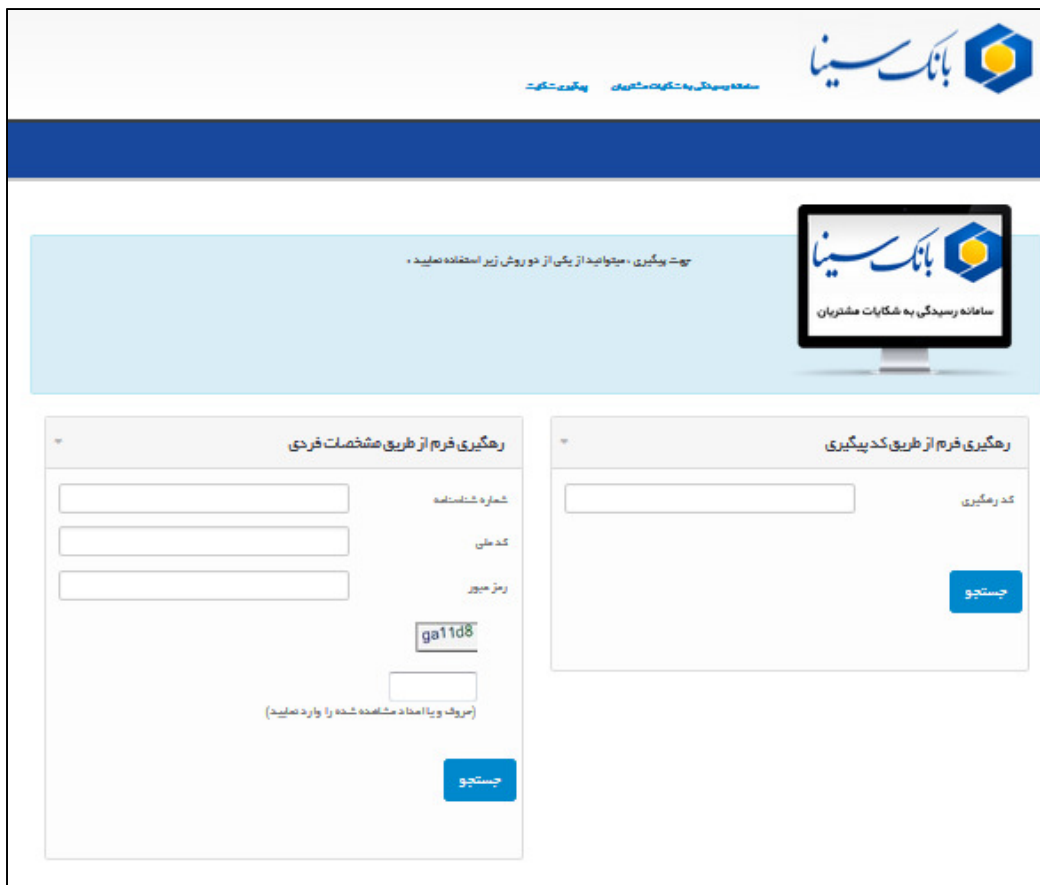 بانک سینا
سامانه رسیدگی به شکایات مشتریان پیگیری شکایت
بانک سینا
سامانه رسیدگی به شکایات مشتریان
جهت پیگیری ، میتوانید از یکی از دو روش زیر استفاده نمایید :
رهگیری فرم از طریق کد پیگیری
کد رهگیری
جستجو
رهگیری فرم از طریق مشخصات فردی
شماره شناسنامه
کد ملی
رمز عبور
ga11d8
(حروف و یا اعداد مشاهده شده را وارد نمایید)
جستجو